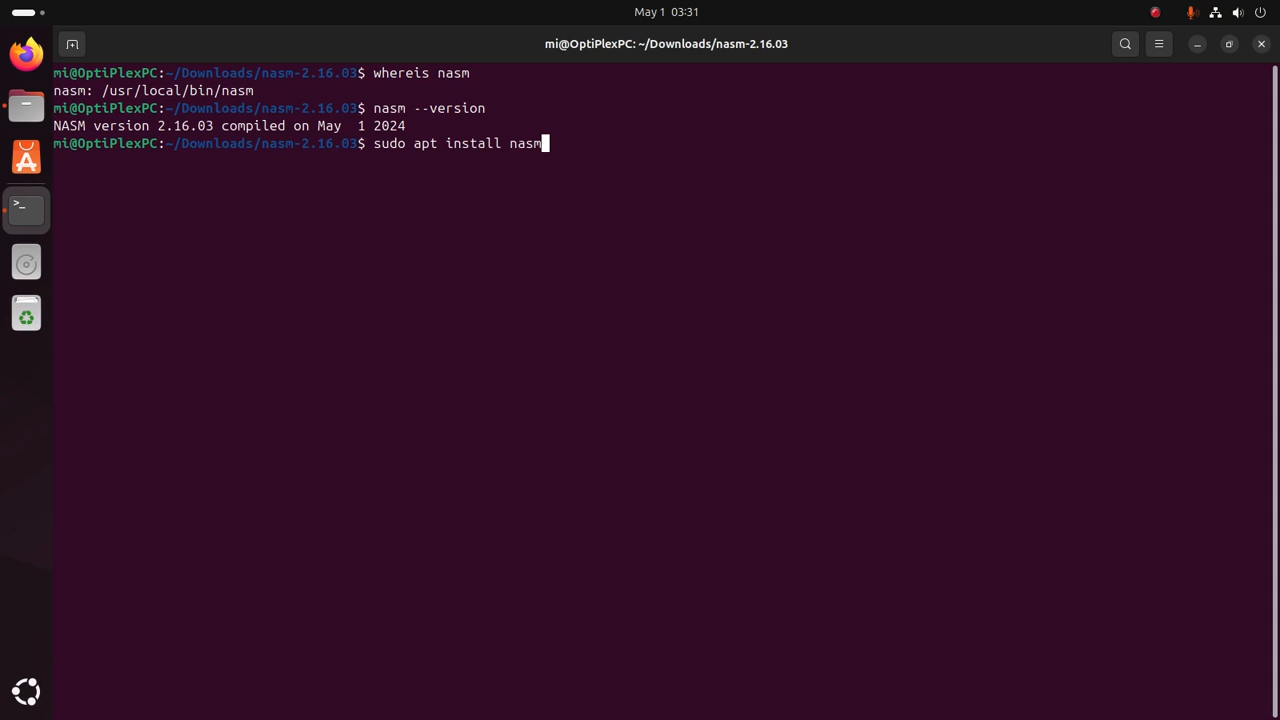 May 1 03:31
mi@OptiPlexPC: ~/Downloads/nasm-2.16.03
mi@OptiPlexPC:~/Downloads/nasm-2.16.03$ whereis nasm
nasm: /usr/local/bin/nasm
mi@OptiPlexPC:~/Downloads/nasm-2.16.03$ nasm --version
NASM version 2.16.03 compiled on May  1 2024
mi@OptiPlexPC:~/Downloads/nasm-2.16.03$ sudo apt install nasm